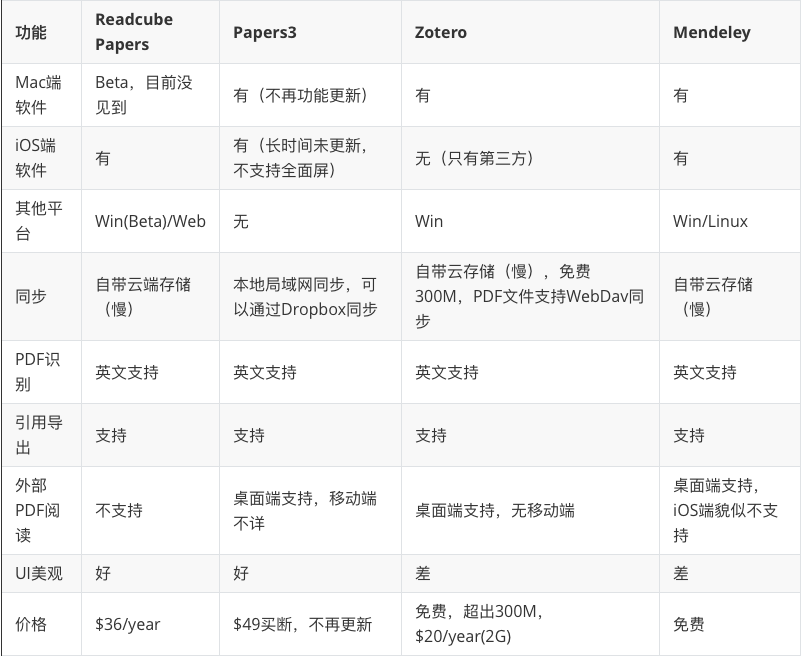 功能
Readcube
Papers
Papers3
Zotero
Mendeley
Mac端
软件
Beta，目前没
见到
有（不再功能更新）
有
有
iOS端
软件
有
有（长时间未更新，
不支持全面屏）
无（只有第三方）
有
其他平
台
Win(Beta)/Web
无
Win
Win/Linux
同步
自带云端存储
（慢）
本地局域网同步，可
以通过Dropbox同步
自带云存储（慢），免费
300M，PDF文件支持WebDav同
步
自带云存储
（慢）
PDF识
别
英文支持
英文支持
英文支持
英文支持
引用导
出
支持
支持
支持
支持
外部
PDF阅
读
不支持
桌面端支持，移动端
不详
桌面端支持，无移动端
桌面端支持，
iOS端貌似不支
持
UI美观
好
好
差
差
价格
$36/year
$49买断，不再更新
免费，超出300M，
$20/year(2G)
免费